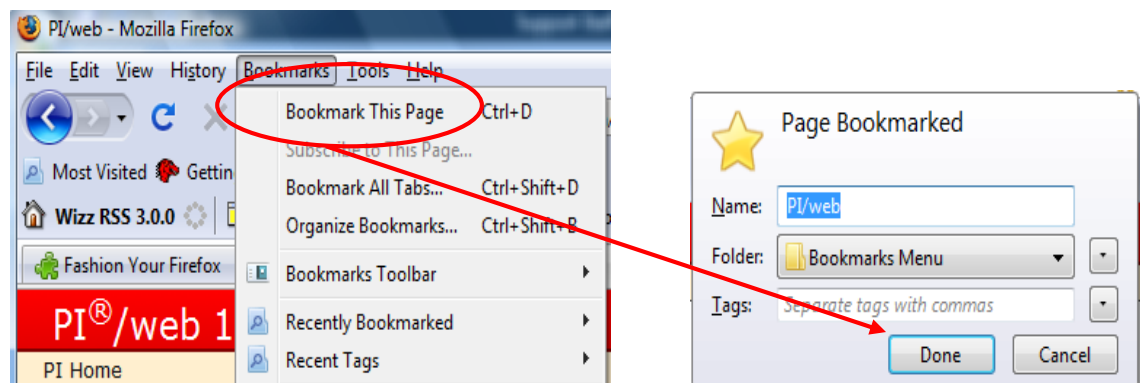 PI/web - Mozilla Firefox
File Edit View History Bookmarks Tools Help
Bookmark This Page Ctrl+D
Subscribe to This Page...
Most Visited Gettin
Bookmark All Tabs... Ctrl+Shift+D
Wizz RSS 3.0.0
Organize Bookmarks... Ctrl+Shift+B
Fashion Your Firefox
Bookmarks Toolbar
PI®/web 1
Recently Bookmarked
PI Home
Recent Tags
Page Bookmarked
Name: PI/web
Folder: Bookmarks Menu
Tags: Separate tags with commas
Done Cancel